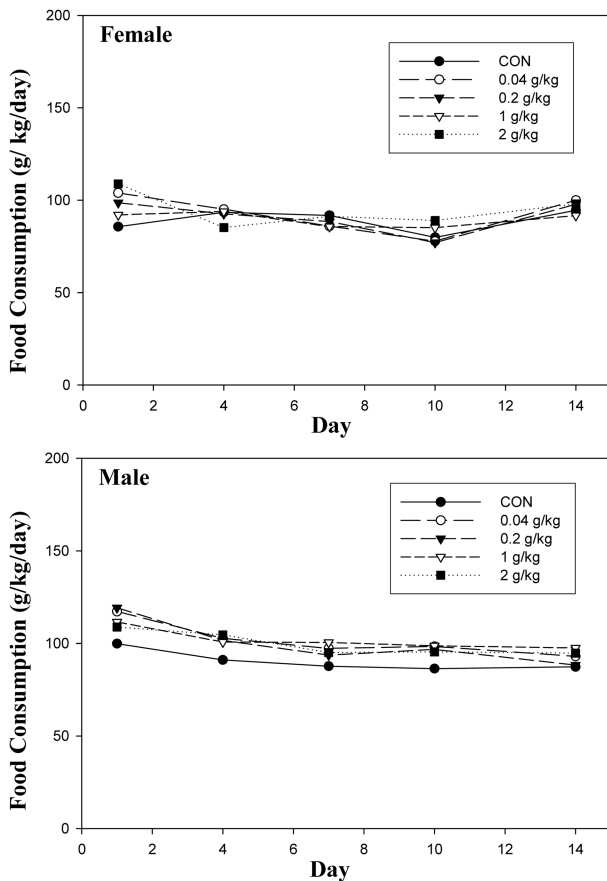 200
Female
CON
0.04 g/kg
0.2 g/kg
1 g/kg
2 g/kg
150
100
50
0
Food Consumption (g/ kg/day)
0 2 4 6 8 10 12 14
Day
200
Male
CON
0.04 g/kg
0.2 g/kg
1 g/kg
2 g/kg
150
100
50
0
Food Consumption (g/kg/day)
0 2 4 6 8 10 12 14
Day